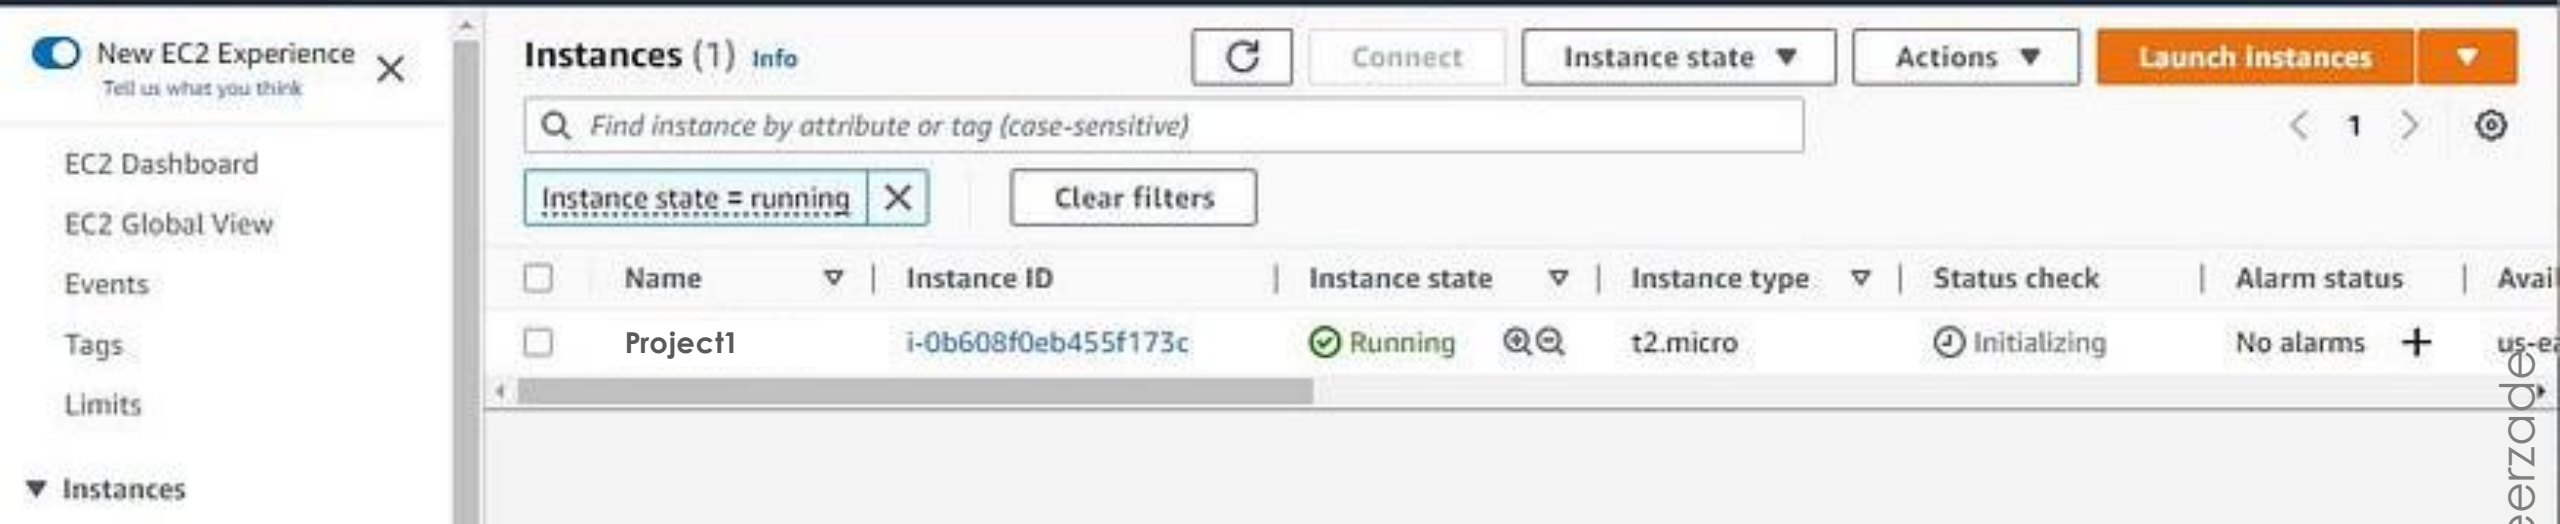 New EC2 Experience
Tell us what you think
EC2 Dashboard
EC2 Global View
Events
Tags
Limits
Instances
Instances (1) Info
Connect
Instance state
Actions
Launch instances
Find instance by attribute or tag (case-sensitive)
1
Instance state = running
Clear filters
Name Instance ID Instance state Instance type Status check Alarm status
Project1 i-0b608f0eb455f173c Running t2.micro Initializing No alarms +